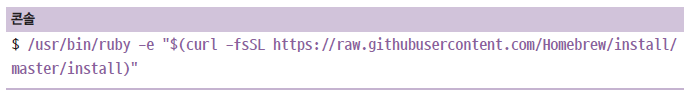 콘솔
$ /usr/bin/ruby -e "$(curl -fsSL https://raw.githubusercontent.com/Homebrew/install/
master/install)"